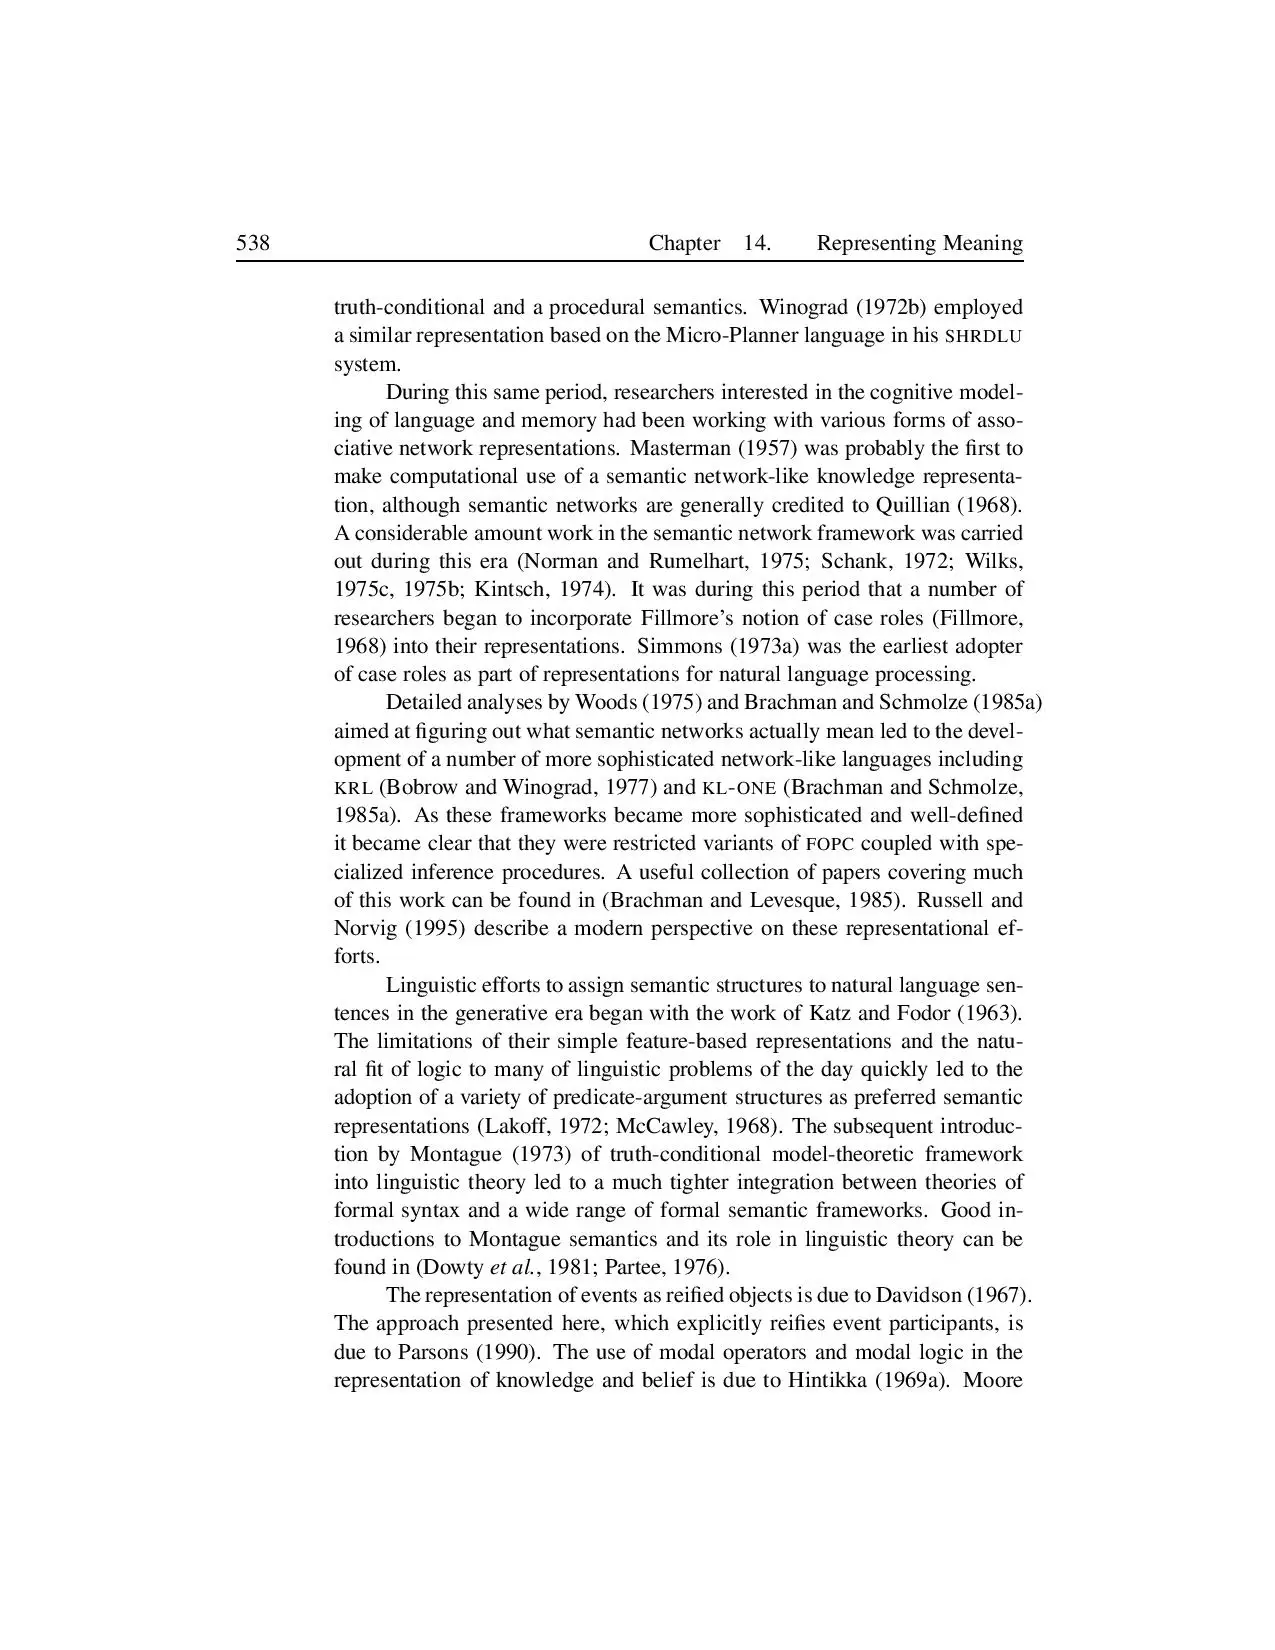 538 Chapter 14. Representing Meaning
truth-conditional and a procedural semantics. Winograd (1972b) employed
a similar representation based on the Micro-Planner language in his SHRDLU
system.
During this same period, researchers interested in the cognitive model-
ing of language and memory had been working with various forms of asso-
ciative network representations. Masterman (1957) was probably the first to
make computational use of a semantic network-like knowledge representa-
tion, although semantic networks are generally credited to Quillian (1968).
A considerable amount work in the semantic network framework was carried
out during this era (Norman and Rumelhart, 1975; Schank, 1972; Wilks,
1975c, 1975b; Kintsch, 1974). It was during this period that a number of
researchers began to incorporate Fillmore's notion of case roles (Fillmore,
1968) into their representations. Simmons (1973a) was the earliest adopter
of case roles as part of representations for natural language processing.
Detailed analyses by Woods (1975) and Brachman and Schmolze (1985a)
aimed at figuring out what semantic networks actually mean led to the devel-
opment of a number of more sophisticated network-like languages including
KRL (Bobrow and Winograd, 1977) and KL-ONE (Brachman and Schmolze,
1985a). As these frameworks became more sophisticated and well-defined
it became clear that they were restricted variants of FOPC coupled with spe-
cialized inference procedures. A useful collection of papers covering much
of this work can be found in (Brachman and Levesque, 1985). Russell and
Norvig (1995) describe a modern perspective on these representational ef-
forts.
Linguistic efforts to assign semantic structures to natural language sen-
tences in the generative era began with the work of Katz and Fodor (1963).
The limitations of their simple feature-based representations and the natu-
ral fit of logic to many of linguistic problems of the day quickly led to the
adoption of a variety of predicate-argument structures as preferred semantic
representations (Lakoff, 1972; McCawley, 1968). The subsequent introduc-
tion by Montague (1973) of truth-conditional model-theoretic framework
into linguistic theory led to a much tighter integration between theories of
formal syntax and a wide range of formal semantic frameworks. Good in-
troductions to Montague semantics and its role in linguistic theory can be
found in (Dowty et al., 1981; Partee, 1976).
The representation of events as reified objects is due to Davidson (1967).
The approach presented here, which explicitly reifies event participants, is
due to Parsons (1990). The use of modal operators and modal logic in the
representation of knowledge and belief is due to Hintikka (1969a). Moore